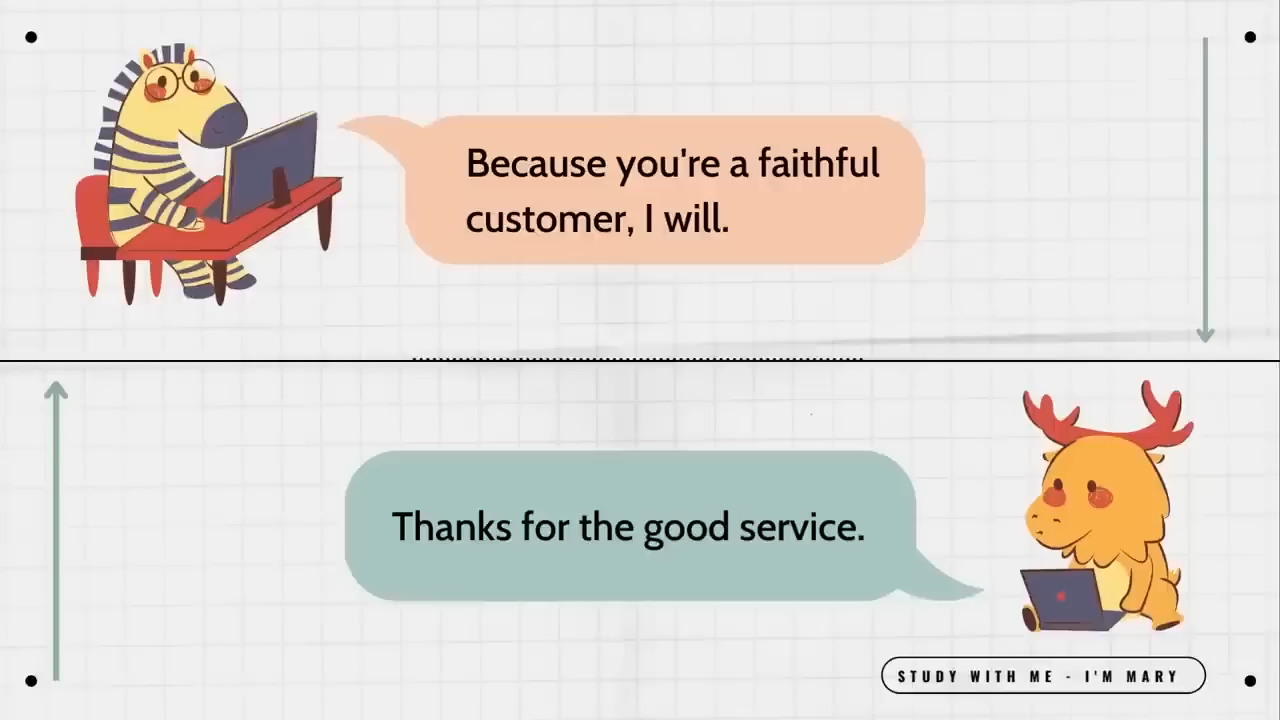 Because you're a faithful
customer, I will.
Thanks for the good service.
STUDY WITH ME - I'M MARY